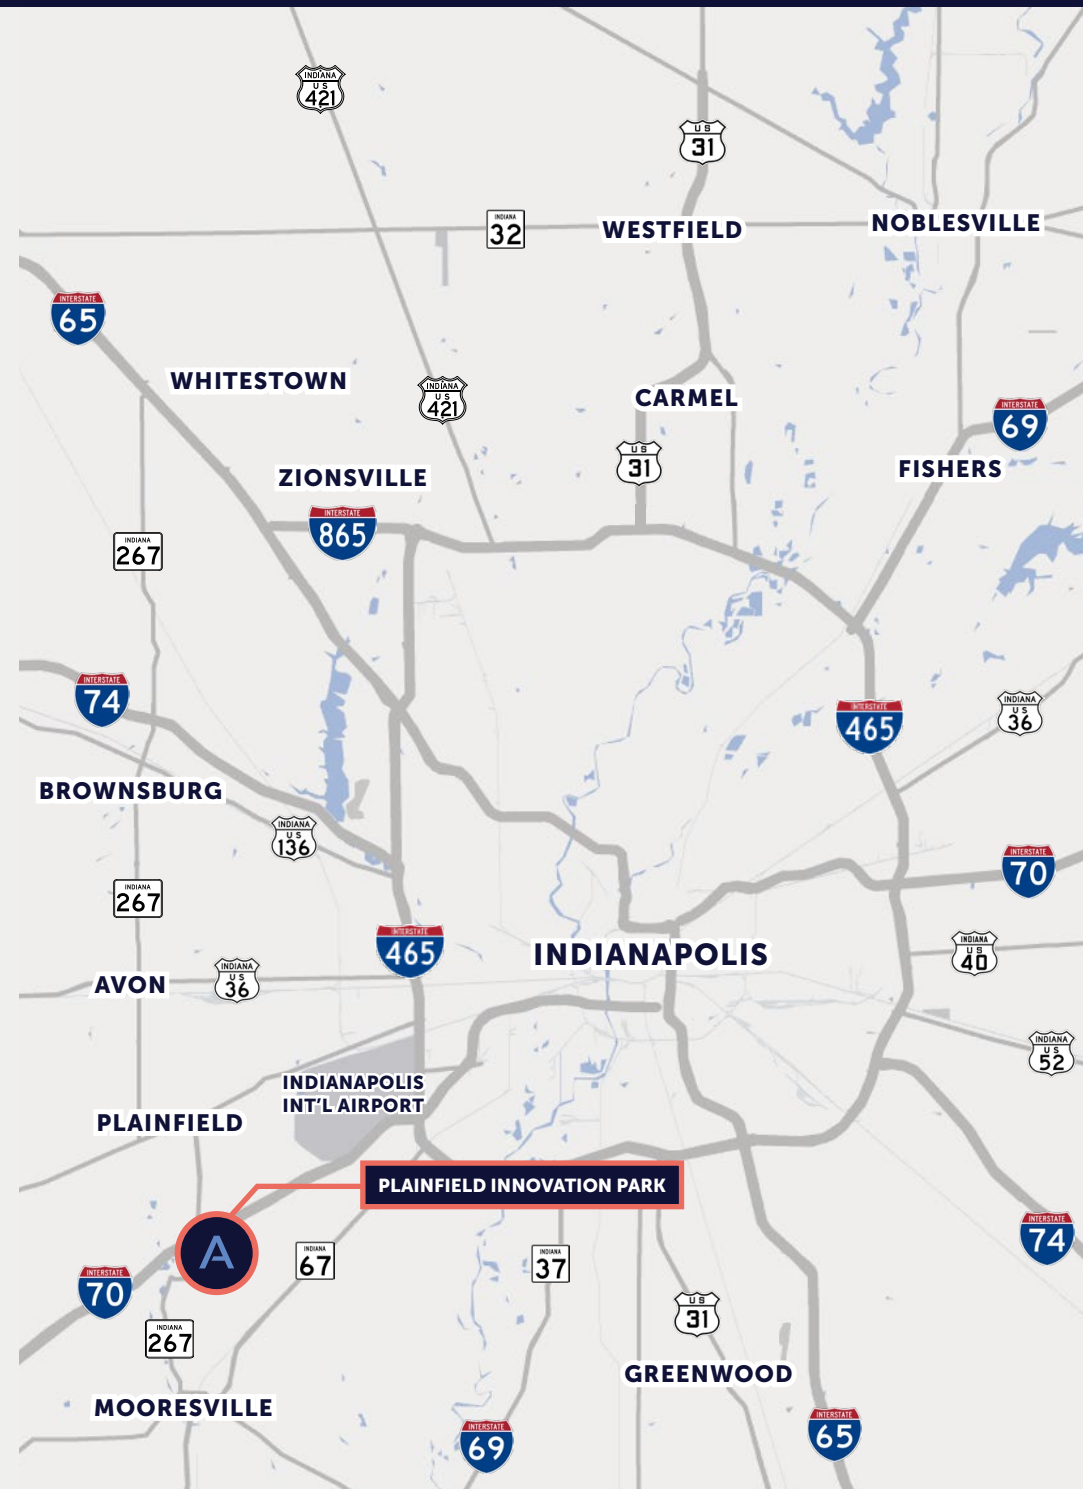 INDIANA
US
421
US
31
INDIANA
32
WESTFIELD
NOBLESVILLE
INTERSTATE
65
WHITESTOWN
INDIANA
US
421
CARMEL
INTERSTATE
69
US
31
FISHERS
ZIONSVILLE
INTERSTATE
865
INDIANA
267
INTERSTATE
74
INTERSTATE
465
INDIANA
US
36
BROWNSBURG
INDIANA
US
136
INTERSTATE
70
INDIANA
267
INTERSTATE
465
INDIANAPOLIS
INDIANA
US
40
AVON
INDIANA
US
36
INDIANA
US
52
INDIANAPOLIS
INT'L AIRPORT
PLAINFIELD
PLAINFIELD INNOVATION PARK
A
INDIANA
67
INDIANA
37
INTERSTATE
74
INTERSTATE
70
US
31
INDIANA
267
GREENWOOD
MOORESVILLE
INTERSTATE
69
INTERSTATE
65